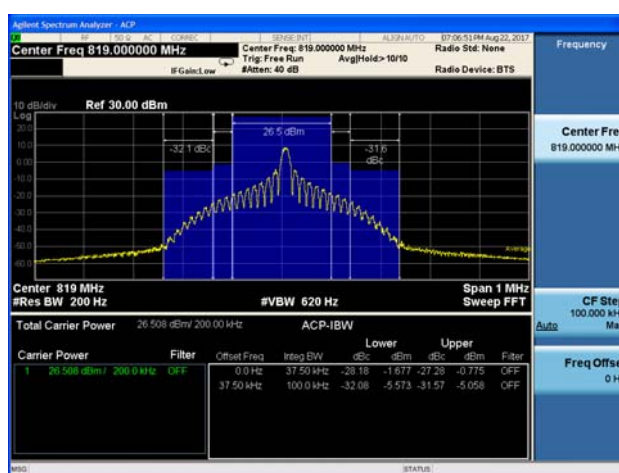 Agilent Spectrum Analyzer - ACP
RF 50 Ω AC CORREC SENSE:INT ALIGN AUTO 07:06:51 PM Aug 22, 2017
Center Freq 819.000000 MHz
Center Freq: 819.000000 MHz
Radio Std: None
Trig: Free Run
Avg|Hold:> 10/10
IFGain:Low
#Atten: 40 dB
Radio Device: BTS
Frequency
10 dB/div
Ref 30.00 dBm
Log
20.0
10.0
0.00
-10.0
-20.0
-30.0
-40.0
-50.0
-60.0
26.5 dBm
-32.1 dBc
-31.6
dBc
Average
Center Fre
819.000000 MH
Center 819 MHz
Span 1 MHz
#Res BW 200 Hz
#VBW 620 Hz
Sweep FFT
CF Ste
100.000 kH
Auto
Ma
Total Carrier Power 26.508 dBm/ 200.00 kHz
ACP-IBW
Lower Upper
Carrier Power Filter
Offset Freq Integ BW dBc dBm dBc dBm Filter
1 26.508 dBm / 200.0 kHz OFF
0.0 Hz 37.50 kHz -28.18 -1.677 -27.28 -0.775 OFF
37.50 kHz 100.0 kHz -32.08 -5.573 -31.57 -5.058 OFF
Freq Offse
0 H
MSG
STATUS